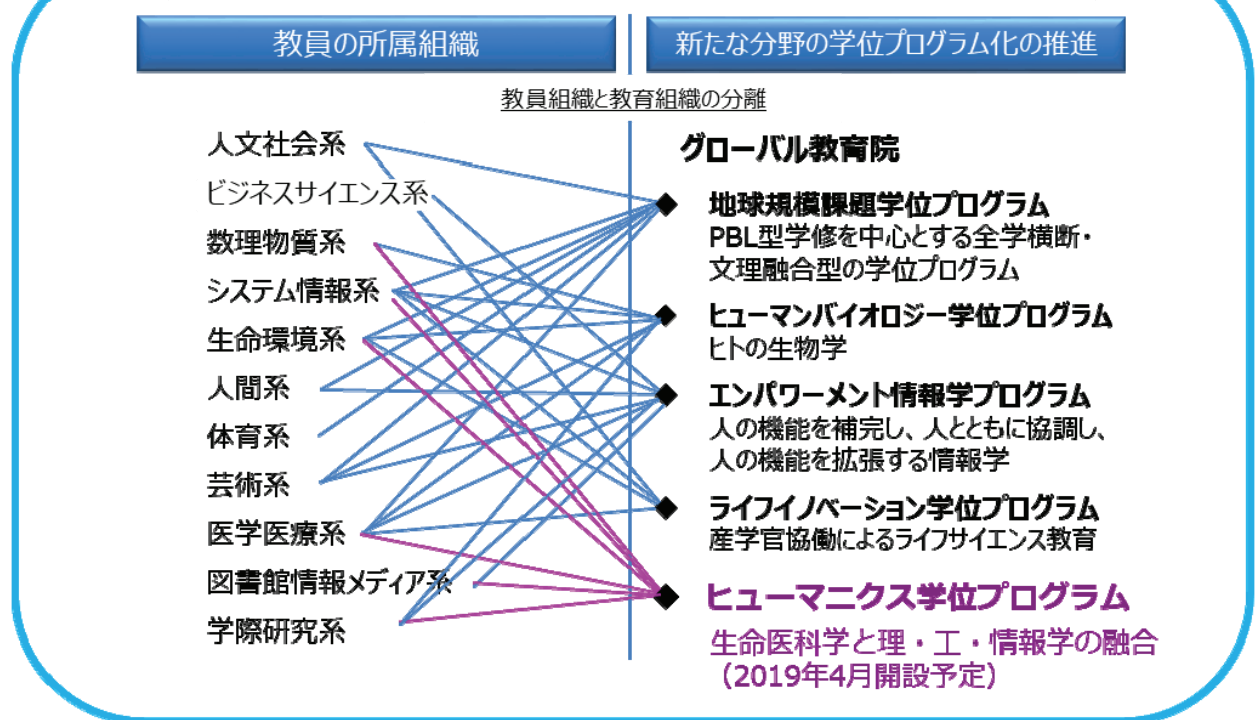 教員の所属組織
新たな分野の学位プログラム化の推進
教員組織と教育組織の分離
人文社会系
ビジネスサイエンス系
数理物質系
システム情報系
生命環境系
人間系
体育系
芸術系
医学医療系
図書館情報メディア系
学際研究系
グローバル教育院
◆ 地球規模課題学位プログラム
PBL型学修を中心とする全学横断・
文理融合型の学位プログラム
◆ ヒューマンバイオロジー学位プログラム
ヒトの生物学
◆ エンパワーメント情報学プログラム
人の機能を補完し、人とともに協調し、
人の機能を拡張する情報学
◆ ライフイノベーション学位プログラム
産学官協働によるライフサイエンス教育
◆ ヒューマニクス学位プログラム
生命医科学と理・工・情報学の融合
（2019年4月開設予定）